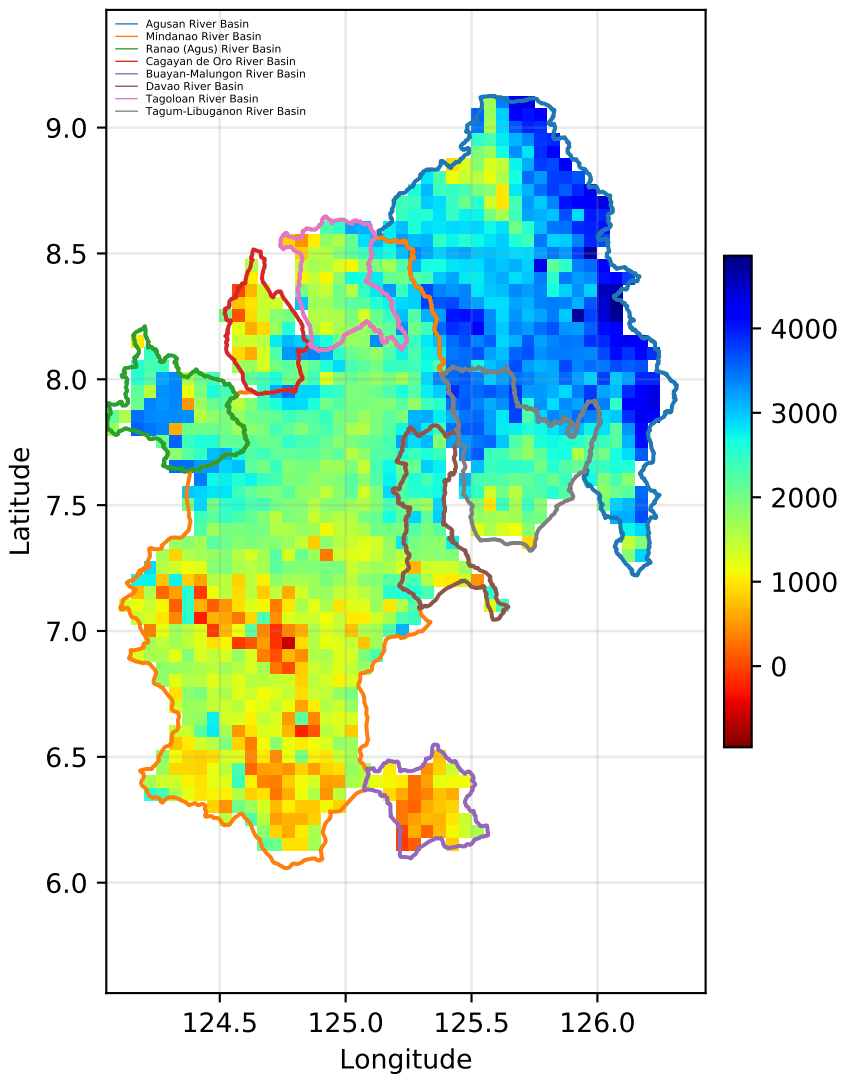 Agusan River Basin
Mindanao River Basin
Ranao (Agus) River Basin
Cagayan de Oro River Basin
Buayan-Malungon River Basin
Davao River Basin
Tagoloan River Basin
Tagum-Libuganon River Basin
9.0
8.5
8.0
7.5
7.0
6.5
6.0
Latitude
124.5 125.0 125.5 126.0
Longitude
4000
3000
2000
1000
0